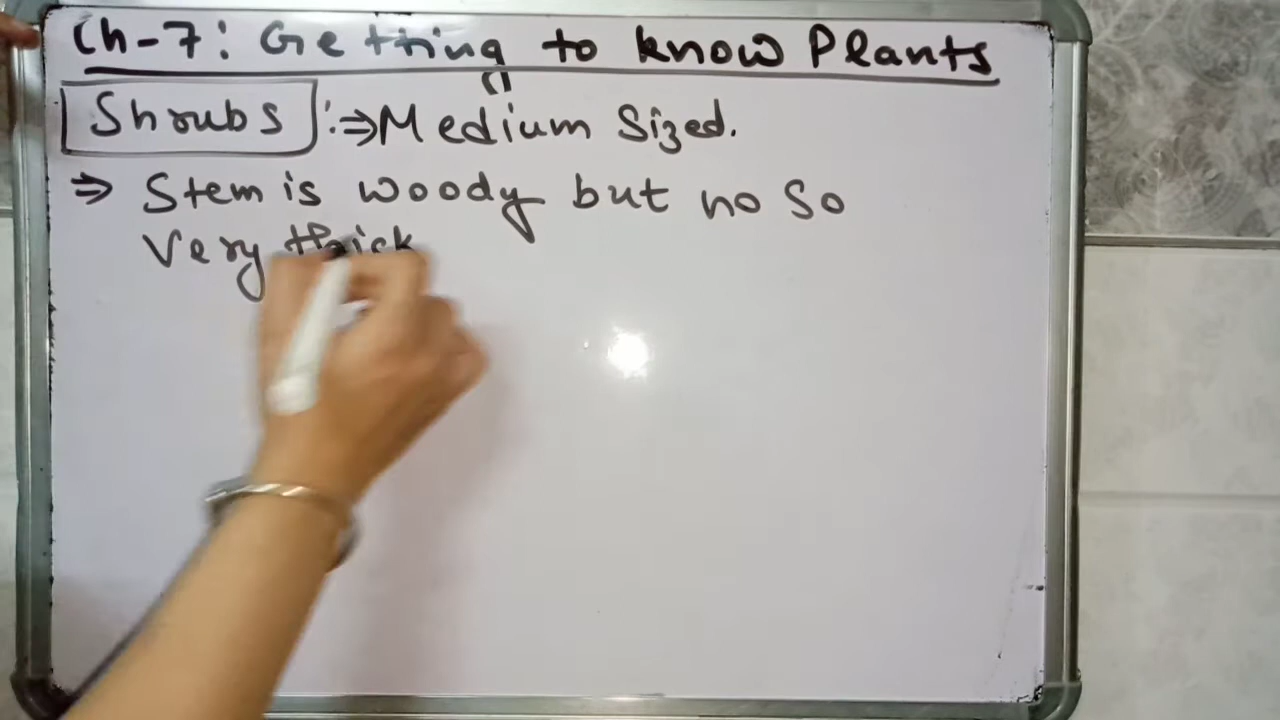 Ch-7: Getting to know Plants
Shrubs :⇒ Medium Sized.
⇒ Stem is woody but no So
Very thick